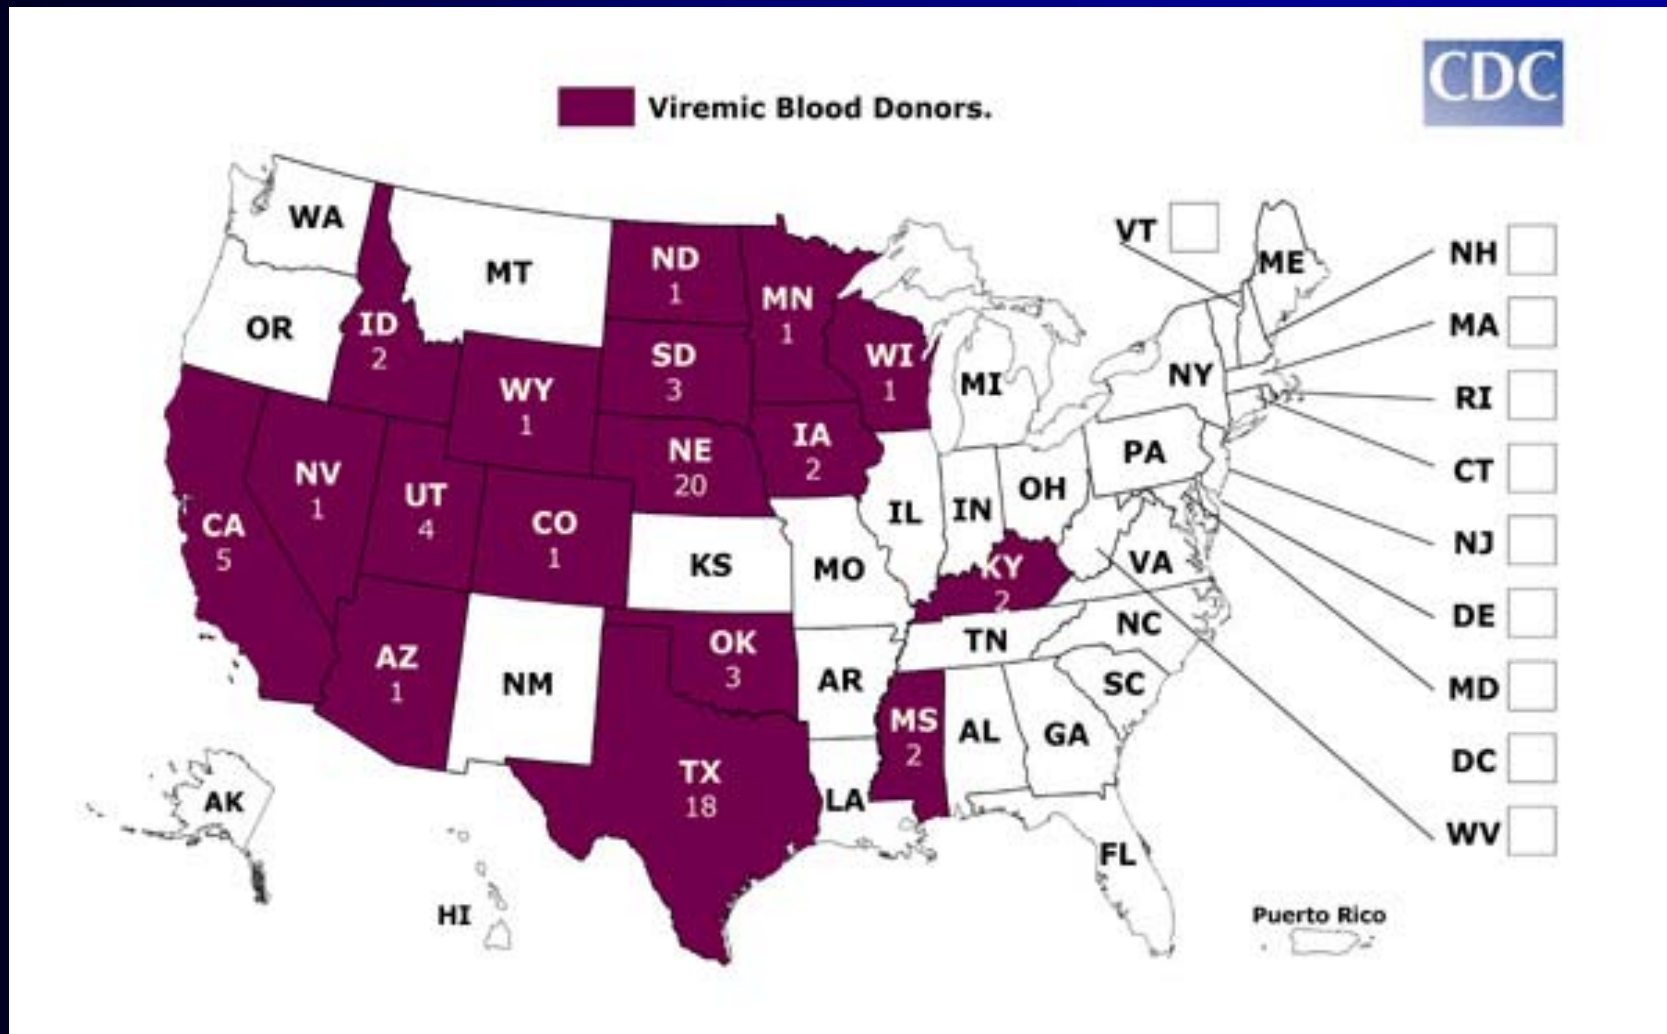 CDC
Viremic Blood Donors.
WA
MT
ND
1
MN
1
VT
ME
NH
OR
ID
2
SD
3
WI
1
MI
NY
MA
WY
1
RI
NE
20
IA
2
PA
CT
NV
1
UT
4
CA
5
CO
1
IL
IN
OH
KS
MO
KY
2
VA
NJ
AZ
1
NM
OK
3
AR
TN
NC
DE
SC
MD
MS
2
AL
GA
TX
18
LA
DC
AK
WV
FL
HI
Puerto Rico